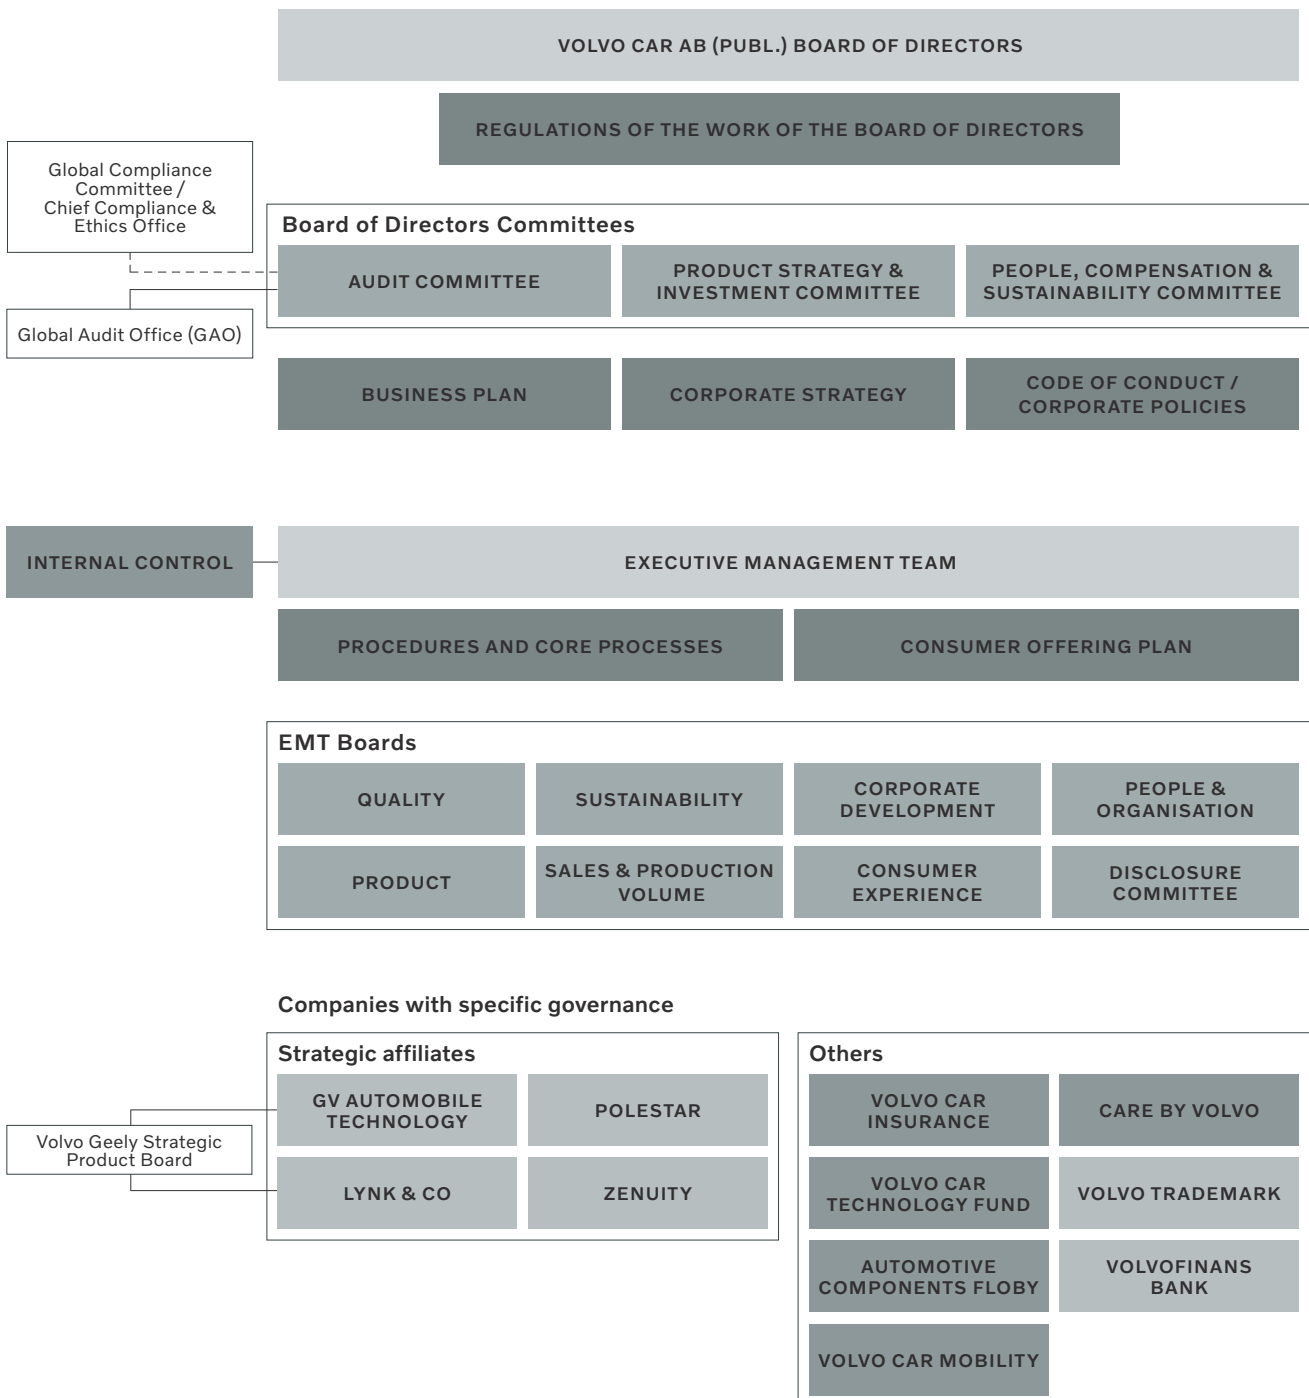 VOLVO CAR AB (PUBL.) BOARD OF DIRECTORS
REGULATIONS OF THE WORK OF THE BOARD OF DIRECTORS
Global Compliance
Committee /
Chief Compliance &
Ethics Office
Board of Directors Committees
AUDIT COMMITTEE
PRODUCT STRATEGY &
INVESTMENT COMMITTEE
PEOPLE, COMPENSATION &
SUSTAINABILITY COMMITTEE
Global Audit Office (GAO)
BUSINESS PLAN
CORPORATE STRATEGY
CODE OF CONDUCT /
CORPORATE POLICIES
INTERNAL CONTROL
EXECUTIVE MANAGEMENT TEAM
PROCEDURES AND CORE PROCESSES
CONSUMER OFFERING PLAN
EMT Boards
QUALITY
SUSTAINABILITY
CORPORATE
DEVELOPMENT
PEOPLE &
ORGANISATION
PRODUCT
SALES & PRODUCTION
VOLUME
CONSUMER
EXPERIENCE
DISCLOSURE
COMMITTEE
Companies with specific governance
Strategic affiliates
GV AUTOMOBILE
TECHNOLOGY
POLESTAR
Volvo Geely Strategic
Product Board
LYNK & CO
ZENUITY
Others
VOLVO CAR
INSURANCE
CARE BY VOLVO
VOLVO CAR
TECHNOLOGY FUND
VOLVO TRADEMARK
AUTOMOTIVE
COMPONENTS FLOBY
VOLVOFINANS
BANK
VOLVO CAR MOBILITY